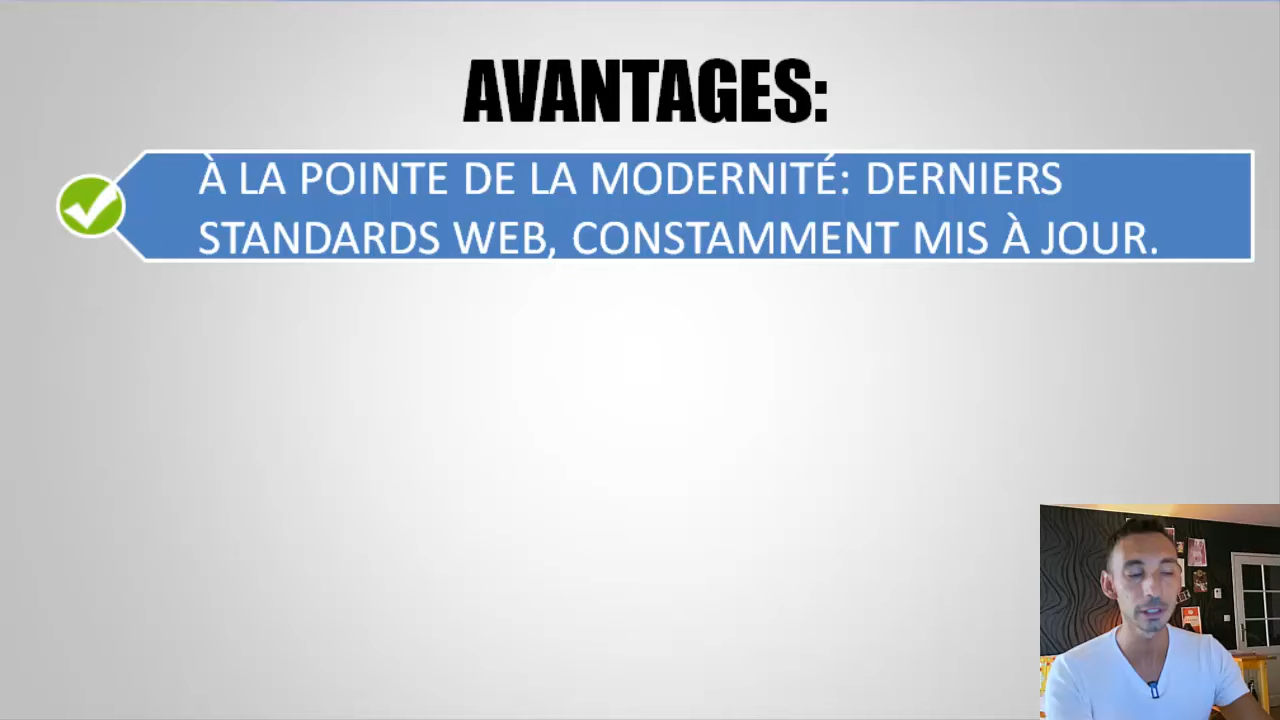 AVANTAGES:
À LA POINTE DE LA MODERNITÉ: DERNIERS
STANDARDS WEB, CONSTAMMENT MIS À JOUR.